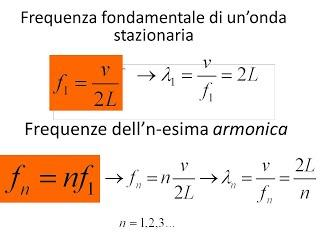 Frequenza fondamentale di un'onda
stazionaria
f₁ = v/2L → λ₁ = v/f₁ = 2L
Frequenze dell'n-esima armonica
fₙ = nf₁ → fₙ = n v/2L → λₙ = v/fₙ = 2L/n
n = 1,2,3...